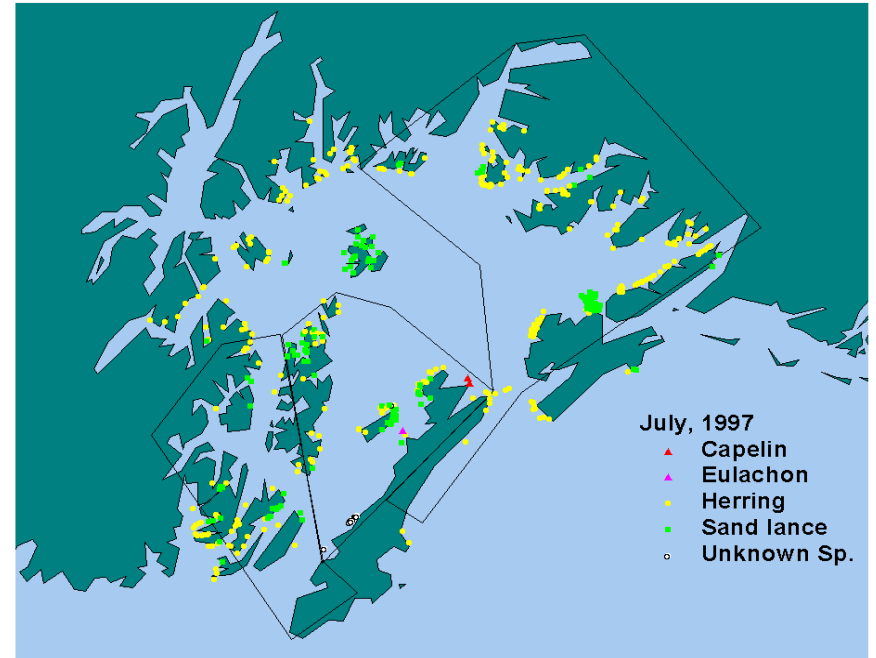 July, 1997
Capelin
Eulachon
Herring
Sand lance
Unknown Sp.